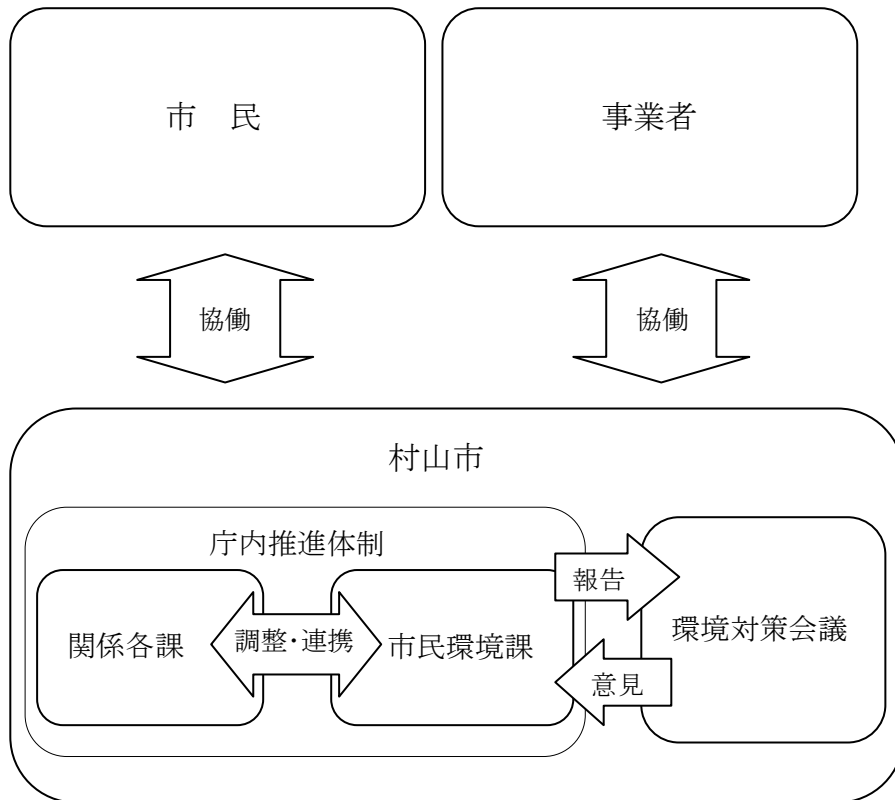 市　民
事業者
協働
協働
村山市
庁内推進体制
報告
関係各課
調整・連携
市民環境課
環境対策会議
意見